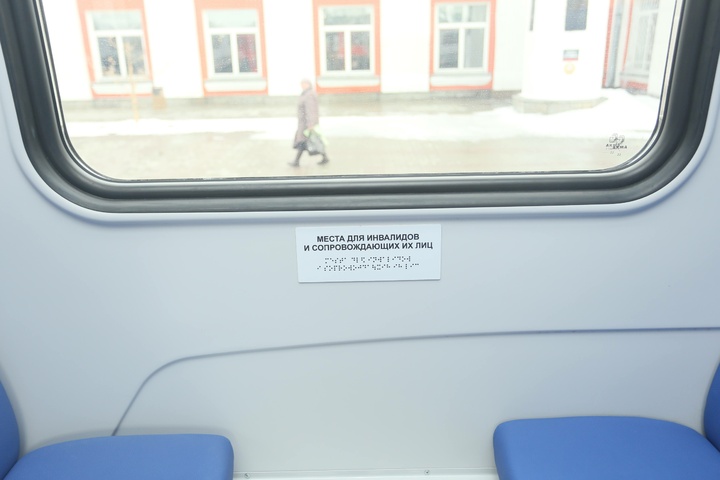 МЕСТА ДЛЯ ИНВАЛИДОВ
И СОПРОВОЖДАЮЩИХ ИХ ЛИЦ